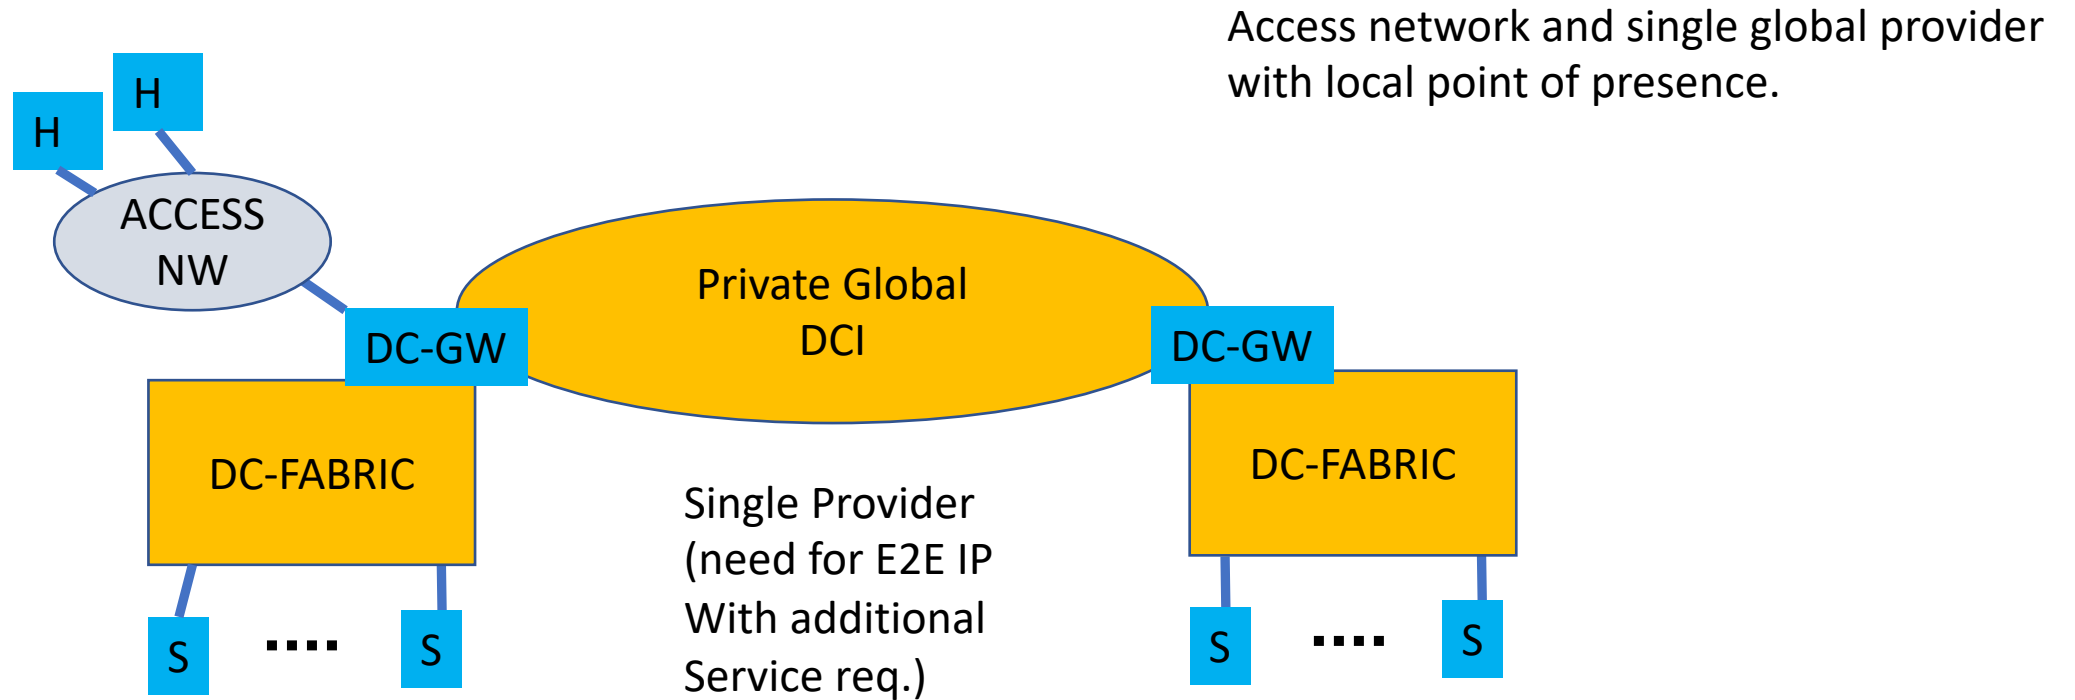 Access network and single global provider
with local point of presence.
H
H
ACCESS
NW
Private Global
DCI
DC-GW
DC-GW
DC-FABRIC
DC-FABRIC
Single Provider
(need for E2E IP
With additional
Service req.)
S
S
S
S